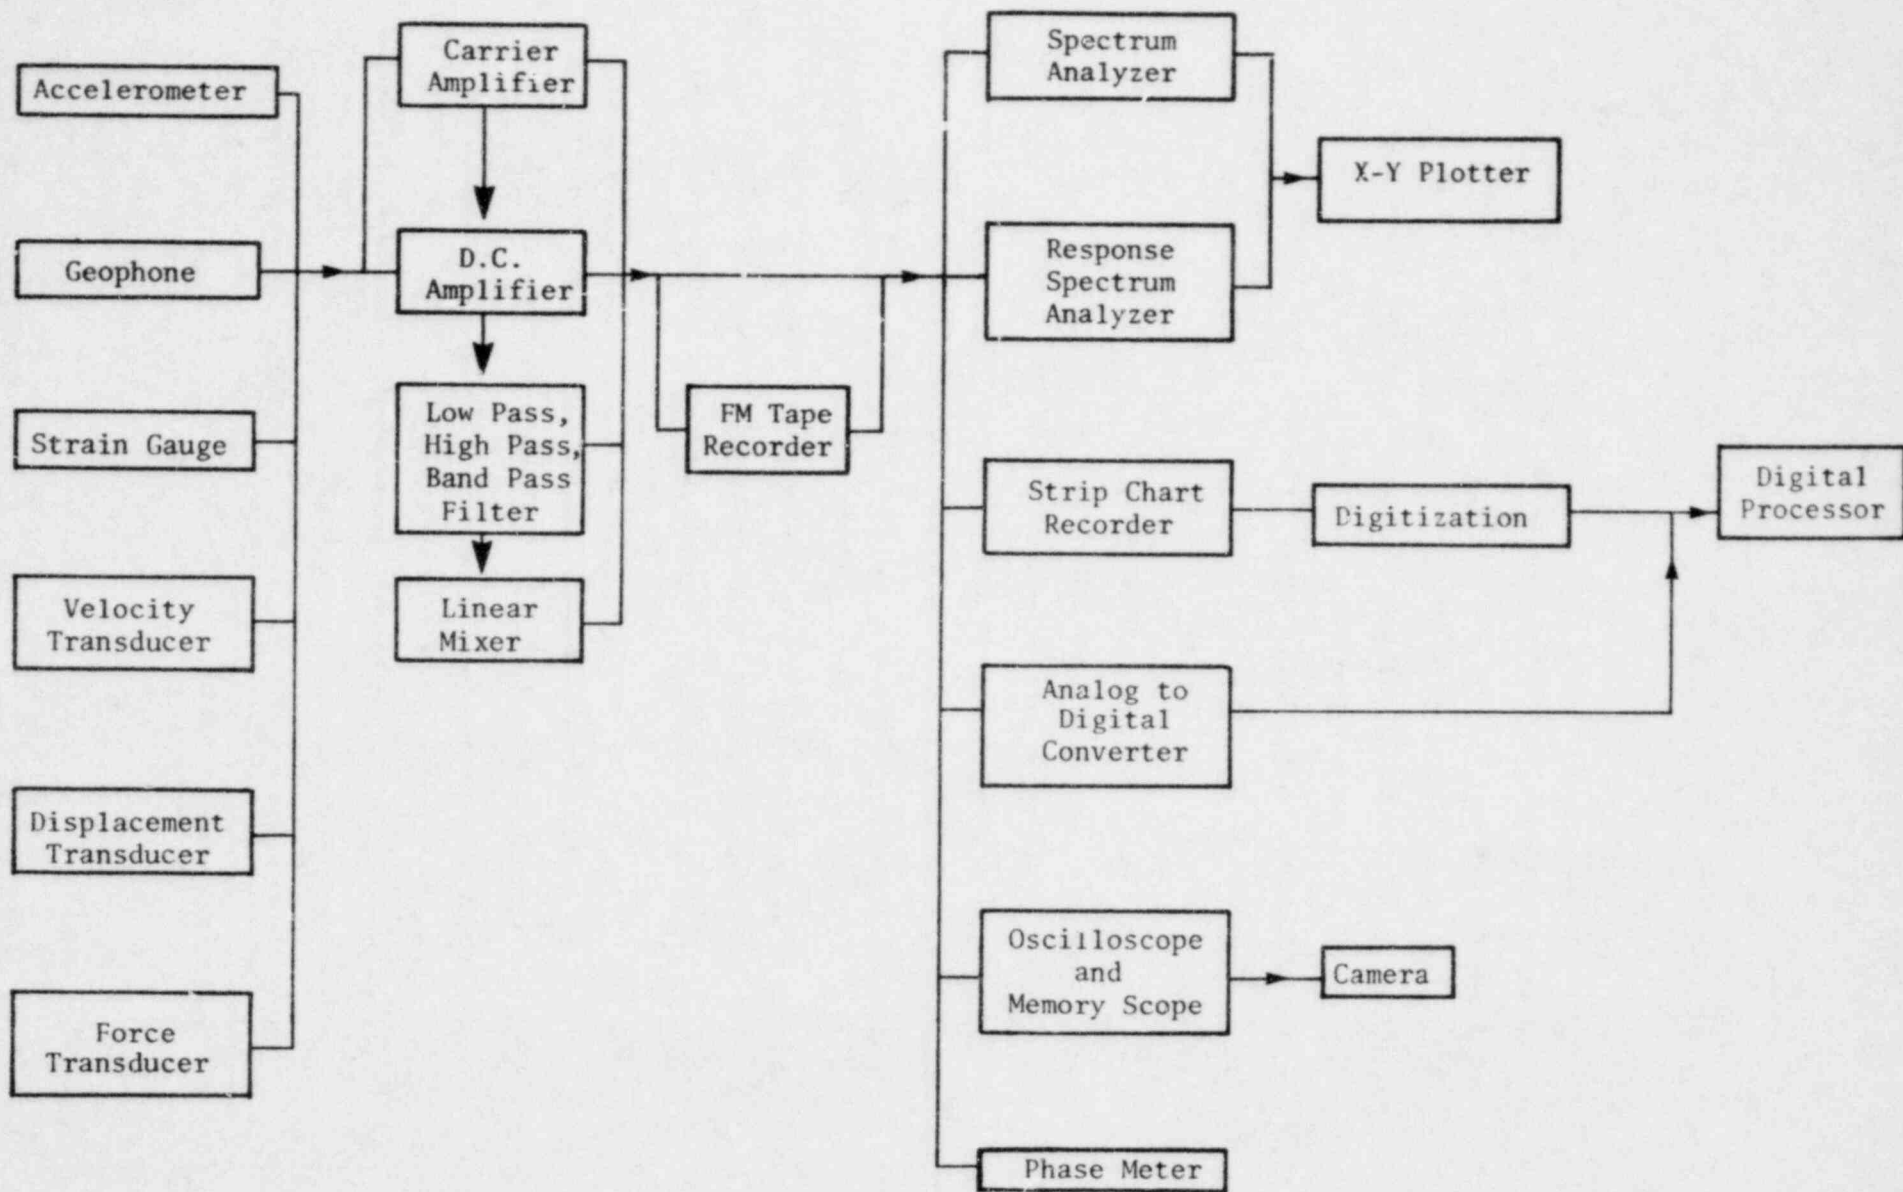 Accelerometer
Geophone
Strain Gauge
Velocity
Transducer
Displacement
Transducer
Force
Transducer
Carrier
Amplifier
D.C.
Amplifier
Low Pass,
High Pass,
Band Pass
Filter
Linear
Mixer
FM Tape
Recorder
Spectrum
Analyzer
Response
Spectrum
Analyzer
Strip Chart
Recorder
Analog to
Digital
Converter
Oscilloscope
and
Memory Scope
Phase Meter
X-Y Plotter
Digitization
Camera
Digital
Processor